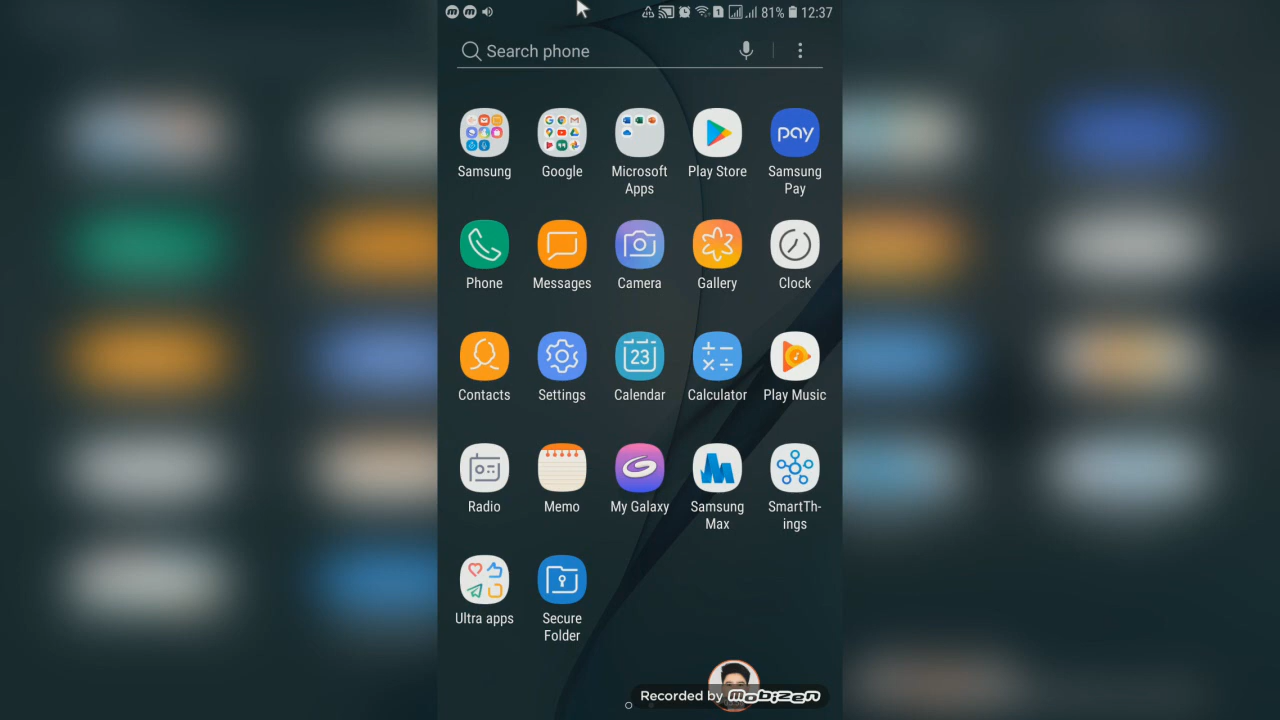 81% 12:37
Search phone
pay
Samsung
Google
Microsoft Apps
Play Store
Samsung Pay
Phone
Messages
Camera
Gallery
Clock
23
Contacts
Settings
Calendar
Calculator
Play Music
Radio
Memo
My Galaxy
Samsung Max
SmartTh-
ings
Ultra apps
Secure Folder
Recorded by mobizen